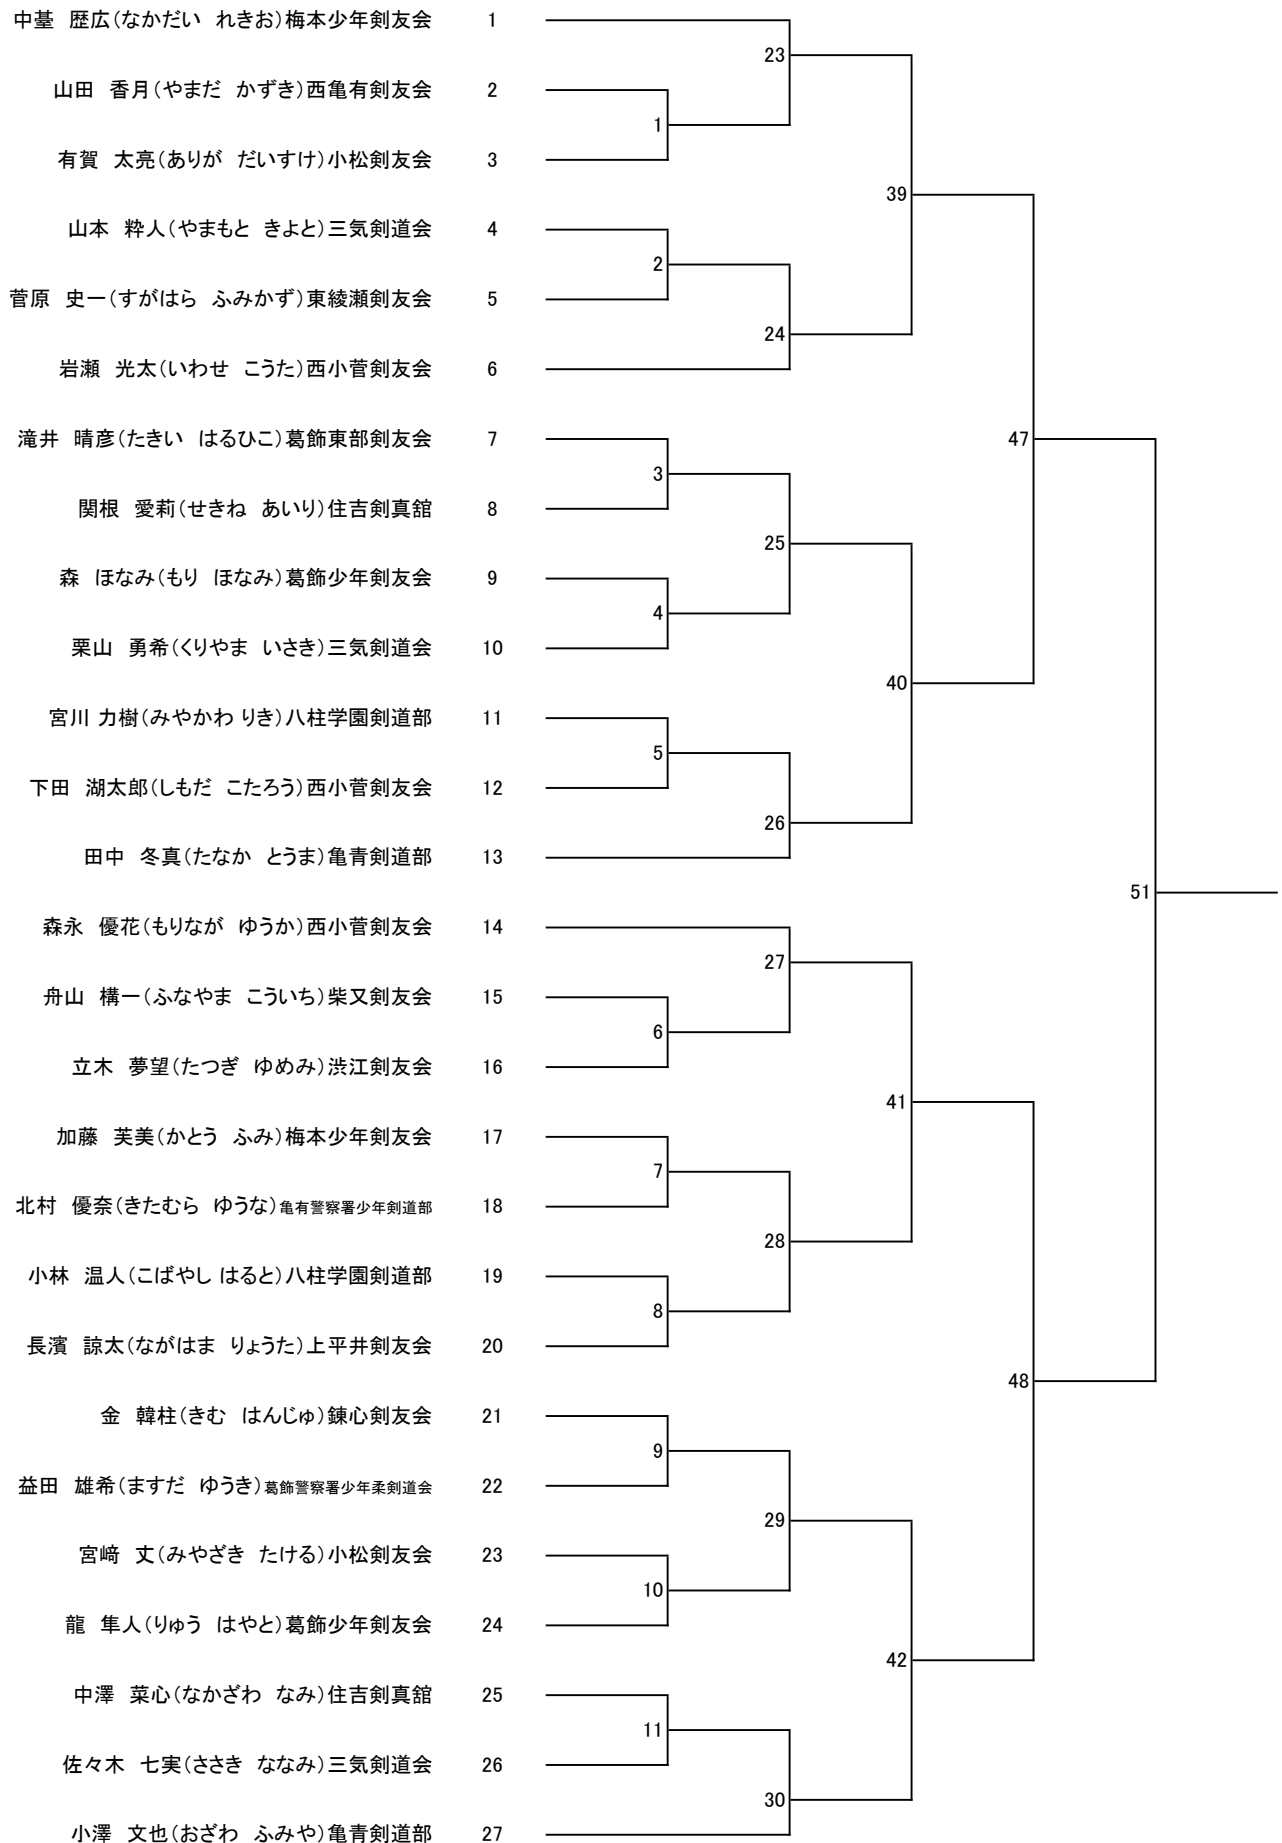 中䑓 歴広(なかだい れきお)梅本少年剣友会 1
23
山田 香月(やまだ かずき)西亀有剣友会 2
1
有賀 太亮(ありが だいすけ)小松剣友会 3
39
山本 粋人(やまもと きよと)三気剣道会 4
2
菅原 史一(すがはら ふみかず)東綾瀬剣友会 5
24
岩瀬 光太(いわせ こうた)西小菅剣友会 6
滝井 晴彦(たきい はるひこ)葛飾東部剣友会 7
47
3
関根 愛莉(せきね あいり)住吉剣真舘 8
25
森 ほなみ(もり ほなみ)葛飾少年剣友会 9
4
栗山 勇希(くりやま いさき)三気剣道会 10
40
宮川 力樹(みやかわ りき)八柱学園剣道部 11
5
下田 湖太郎(しもだ こたろう)西小菅剣友会 12
26
田中 冬真(たなか とうま)亀青剣道部 13
51
森永 優花(もりなが ゆうか)西小菅剣友会 14
27
舟山 構一(ふなやま こういち)柴又剣友会 15
6
立木 夢望(たつぎ ゆめみ)渋江剣友会 16
41
加藤 芙美(かとう ふみ)梅本少年剣友会 17
7
北村 優奈(きたむら ゆうな)亀有警察署少年剣道部 18
28
小林 温人(こばやし はると)八柱学園剣道部 19
8
長濱 諒太(ながはま りょうた)上平井剣友会 20
48
金 韓柱(きむ はんじゅ)錬心剣友会 21
9
益田 雄希(ますだ ゆうき)葛飾警察署少年柔剣道会 22
29
宮﨑 丈(みやざき たける)小松剣友会 23
10
龍 隼人(りゅう はやと)葛飾少年剣友会 24
42
中澤 菜心(なかざわ なみ)住吉剣真舘 25
11
佐々木 七実(ささき ななみ)三気剣道会 26
30
小澤 文也(おざわ ふみや)亀青剣道部 27